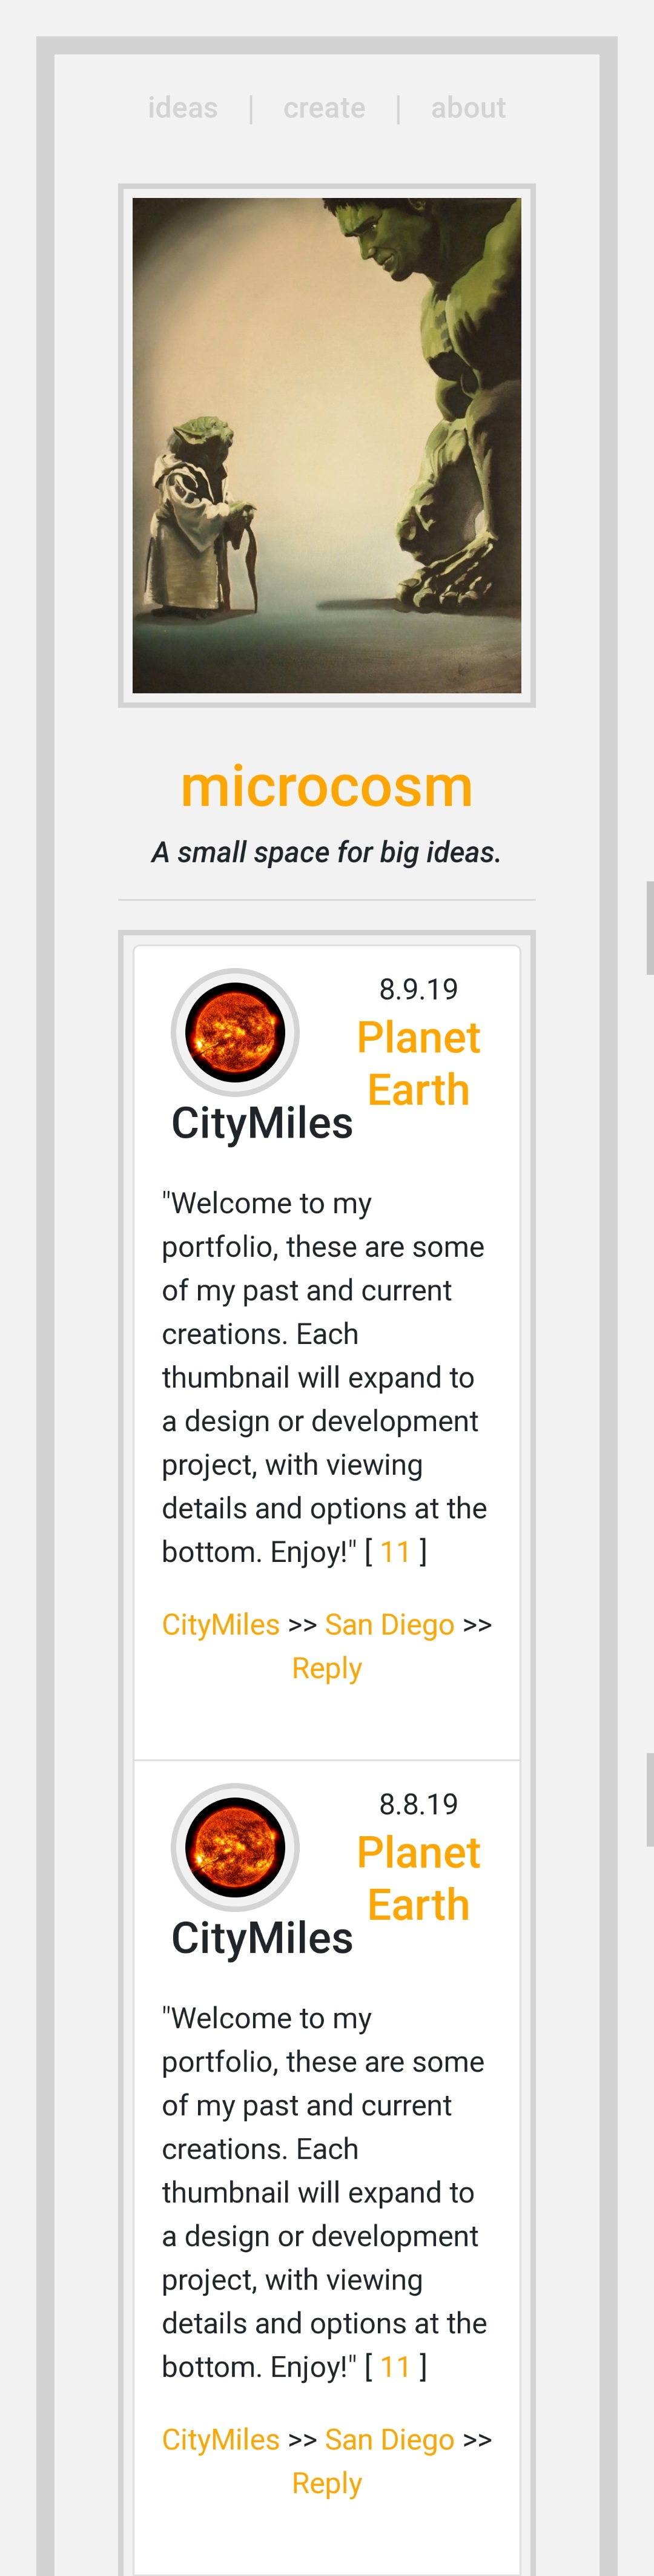 ideas | create | about
microcosm
A small space for big ideas.
8.9.19
Planet
Earth
CityMiles
"Welcome to my
portfolio, these are some
of my past and current
creations. Each
thumbnail will expand to
a design or development
project, with viewing
details and options at the
bottom. Enjoy!" [ 11 ]
CityMiles >> San Diego >>
Reply
8.8.19
Planet
Earth
CityMiles
"Welcome to my
portfolio, these are some
of my past and current
creations. Each
thumbnail will expand to
a design or development
project, with viewing
details and options at the
bottom. Enjoy!" [ 11 ]
CityMiles >> San Diego >>
Reply